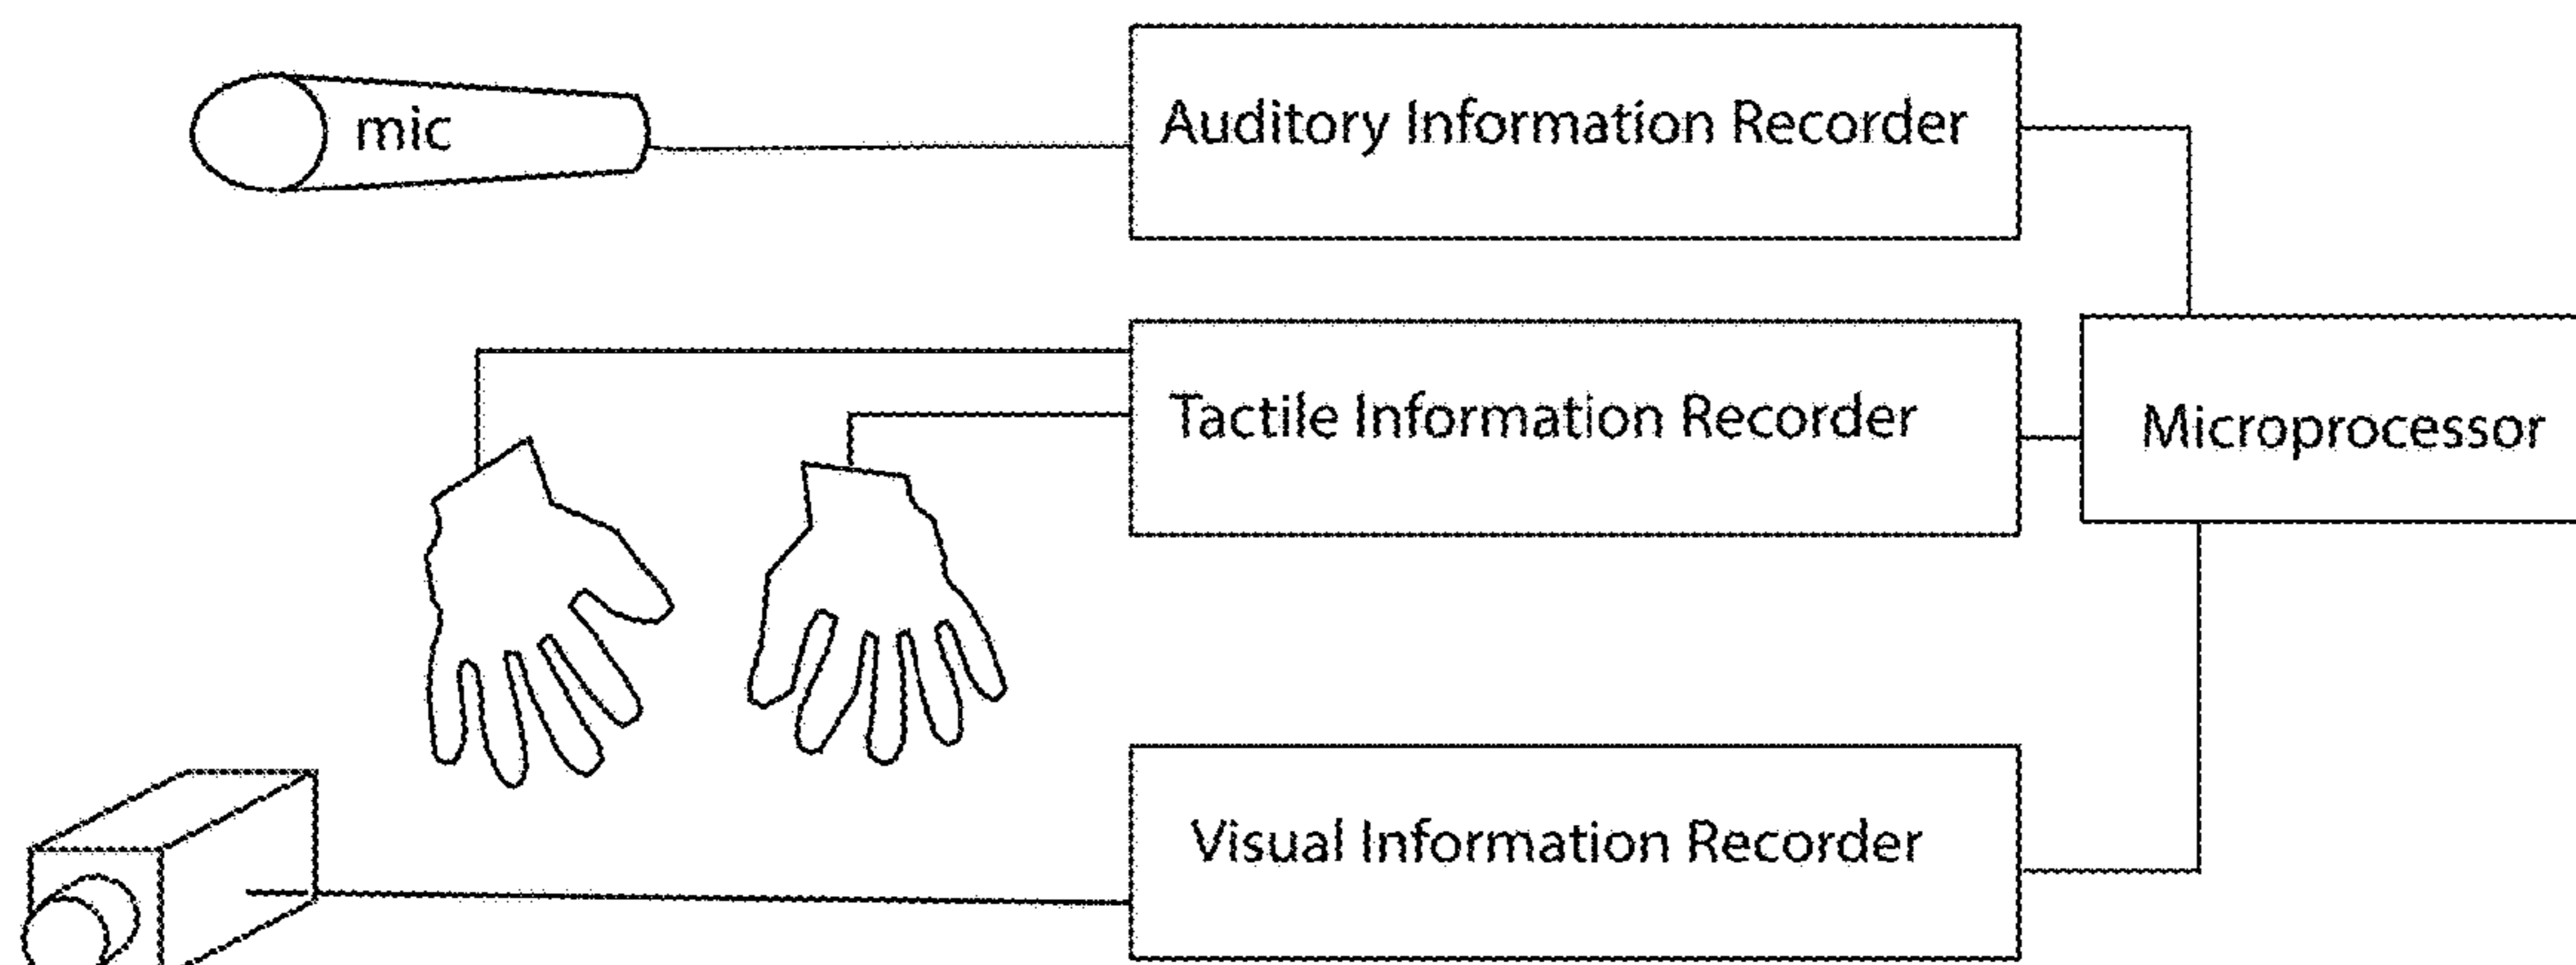 mic
Auditory Information Recorder
Tactile Information Recorder
Microprocessor
Visual Information Recorder